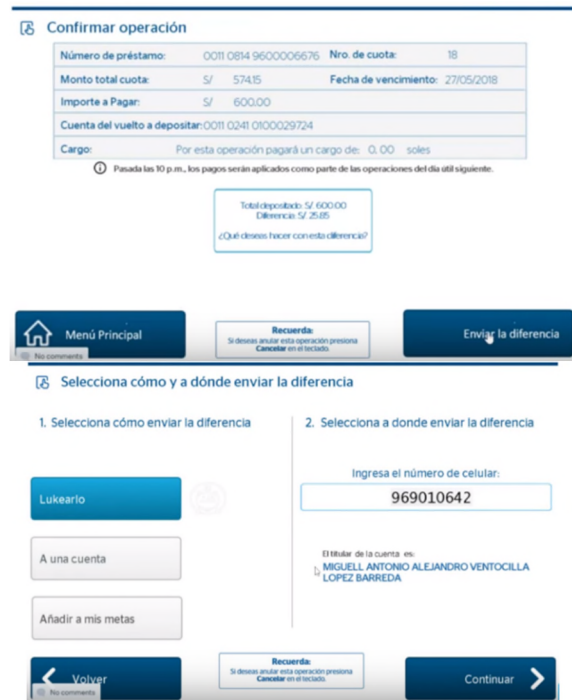 Confirmar operación
Número de préstamo: 0011 0814 9600006676 Nro. de cuota: 18
Monto total cuota: S/ 574.15 Fecha de vencimiento: 27/05/2018
Importe a Pagar: S/ 600.00
Cuenta del vuelto a depositar: 0011 0241 0100029724
Cargo: Por esta operación pagará un cargo de: 0.00 soles
Pasada las 10 p.m., los pagos serán aplicados como parte de las operaciones del día útil siguiente.
Total depositado: S/ 600.00
Diferencia: S/ 25.85
¿Qué deseas hacer con esta diferencia?
Menú Principal
No comments
Recuerda:
Si deseas anular esta operación presiona
Cancelar en el teclado.
Enviar la diferencia
Selecciona cómo y a dónde enviar la diferencia
1. Selecciona cómo enviar la diferencia
Lukearlo
A una cuenta
Añadir a mis metas
2. Selecciona a donde enviar la diferencia
Ingresa el número de celular:
969010642
El titular de la cuenta es:
MIGUELL ANTONIO ALEJANDRO VENTOCILLA
LOPEZ BARREDA
Volver
No comments
Recuerda:
Si deseas anular esta operación presiona
Cancelar en el teclado.
Continuar